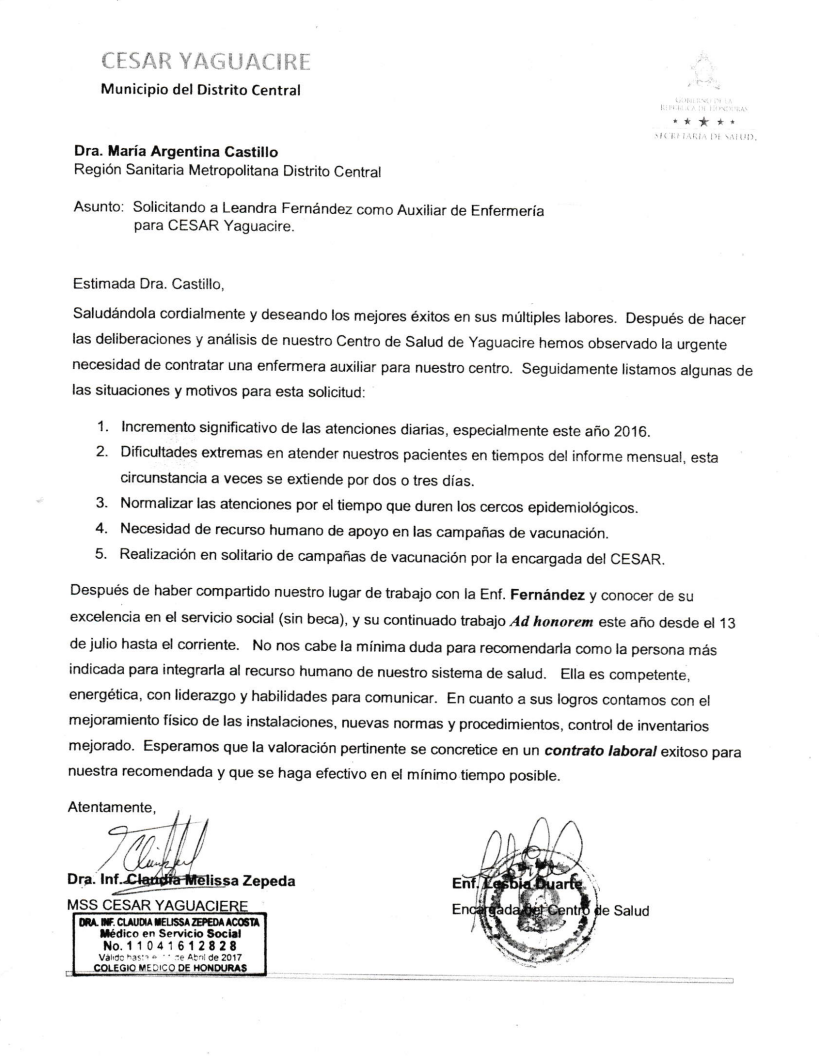 CESAR YAGUACIRE
Municipio del Distrito Central
GOBIERNO DE LA
REPÚBLICA DE HONDURAS
SECRETARIA DE SALUD.
Dra. María Argentina Castillo
Región Sanitaria Metropolitana Distrito Central
Asunto: Solicitando a Leandra Fernández como Auxiliar de Enfermería
para CESAR Yaguacire.
Estimada Dra. Castillo,
Saludándola cordialmente y deseando los mejores éxitos en sus múltiples labores. Después de hacer
las deliberaciones y análisis de nuestro Centro de Salud de Yaguacire hemos observado la urgente
necesidad de contratar una enfermera auxiliar para nuestro centro. Seguidamente listamos algunas de
las situaciones y motivos para esta solicitud:
1. Incremento significativo de las atenciones diarias, especialmente este año 2016.
2. Dificultades extremas en atender nuestros pacientes en tiempos del informe mensual, esta
circunstancia a veces se extiende por dos o tres días.
3. Normalizar las atenciones por el tiempo que duren los cercos epidemiológicos.
4. Necesidad de recurso humano de apoyo en las campañas de vacunación.
5. Realización en solitario de campañas de vacunación por la encargada del CESAR.
Después de haber compartido nuestro lugar de trabajo con la Enf. Fernández y conocer de su
excelencia en el servicio social (sin beca), y su continuado trabajo Ad honorem este año desde el 13
de julio hasta el corriente. No nos cabe la mínima duda para recomendarla como la persona más
indicada para integrarla al recurso humano de nuestro sistema de salud. Ella es competente,
energética, con liderazgo y habilidades para comunicar. En cuanto a sus logros contamos con el
mejoramiento físico de las instalaciones, nuevas normas y procedimientos, control de inventarios
mejorado. Esperamos que la valoración pertinente se concretice en un contrato laboral exitoso para
nuestra recomendada y que se haga efectivo en el mínimo tiempo posible.
Atentamente,
Dra. Inf. Claudia Melissa Zepeda
MSS CESAR YAGUACIERE
DRA. INF. CLAUDIA MELISSA ZEPEDA ACOSTA
Médico en Servicio Social
No. 11041612828
Válido hasta de Abril de 2017
COLEGIO MEDICO DE HONDURAS
Enf. Lesbia Duarte
Encargada del Centro de Salud